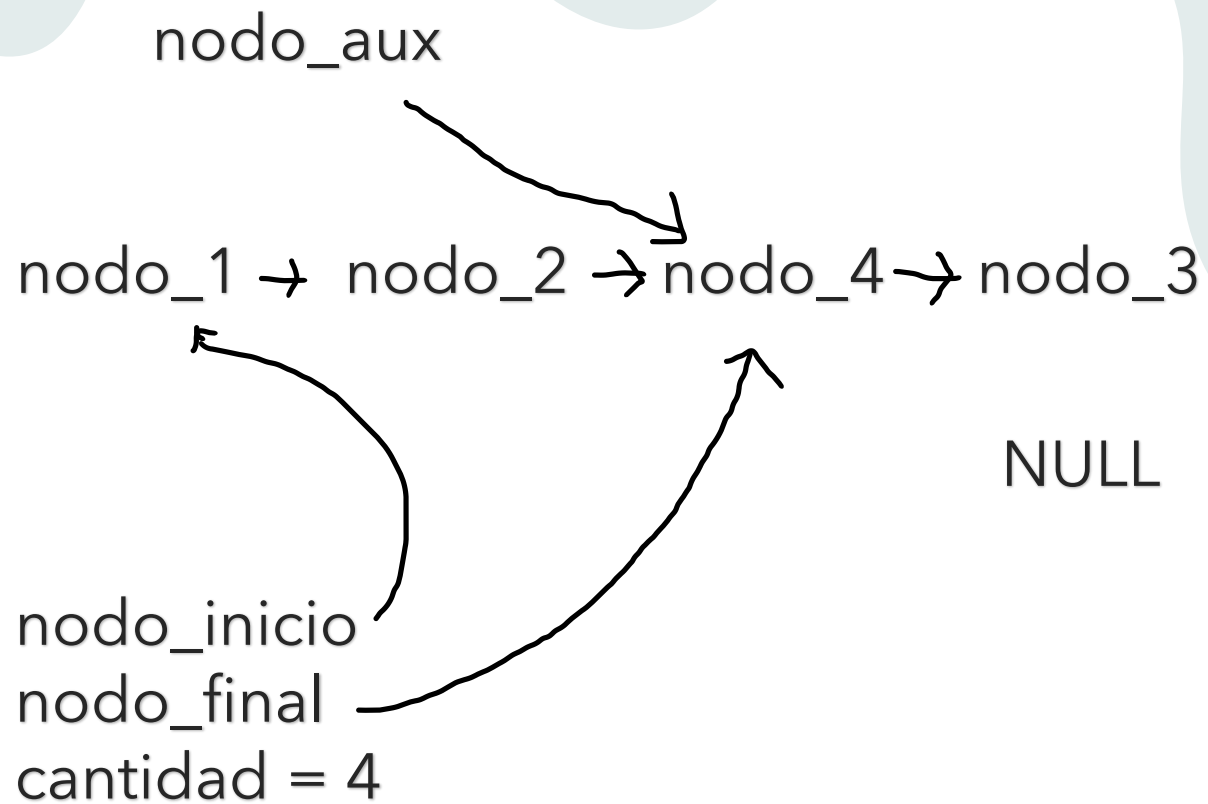 nodo_aux
nodo_1 → nodo_2 → nodo_4 → nodo_3
NULL
nodo_inicio
nodo_final
cantidad = 4